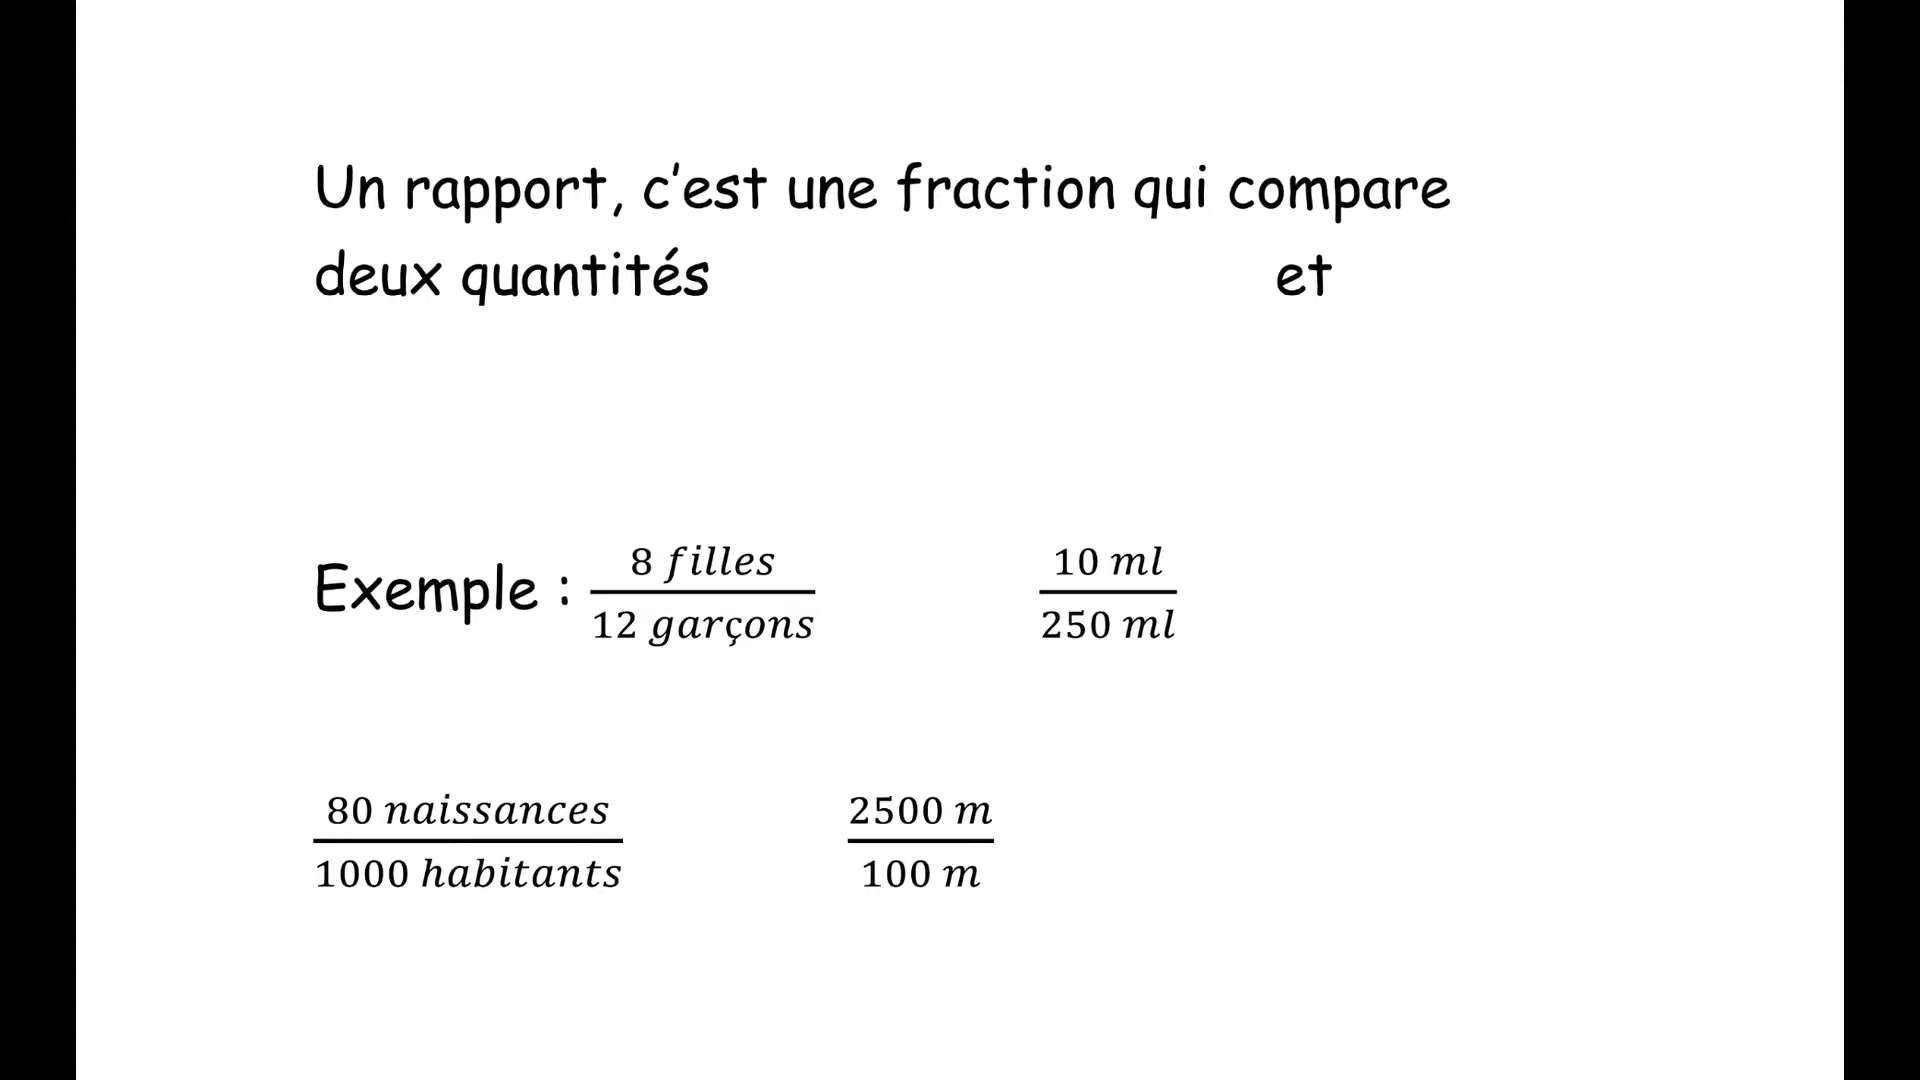 Un rapport, c’est une fraction qui compare
deux quantités et
Exemple : 8 filles / 12 garçons 10 ml / 250 ml
80 naissances / 1000 habitants 2500 m / 100 m